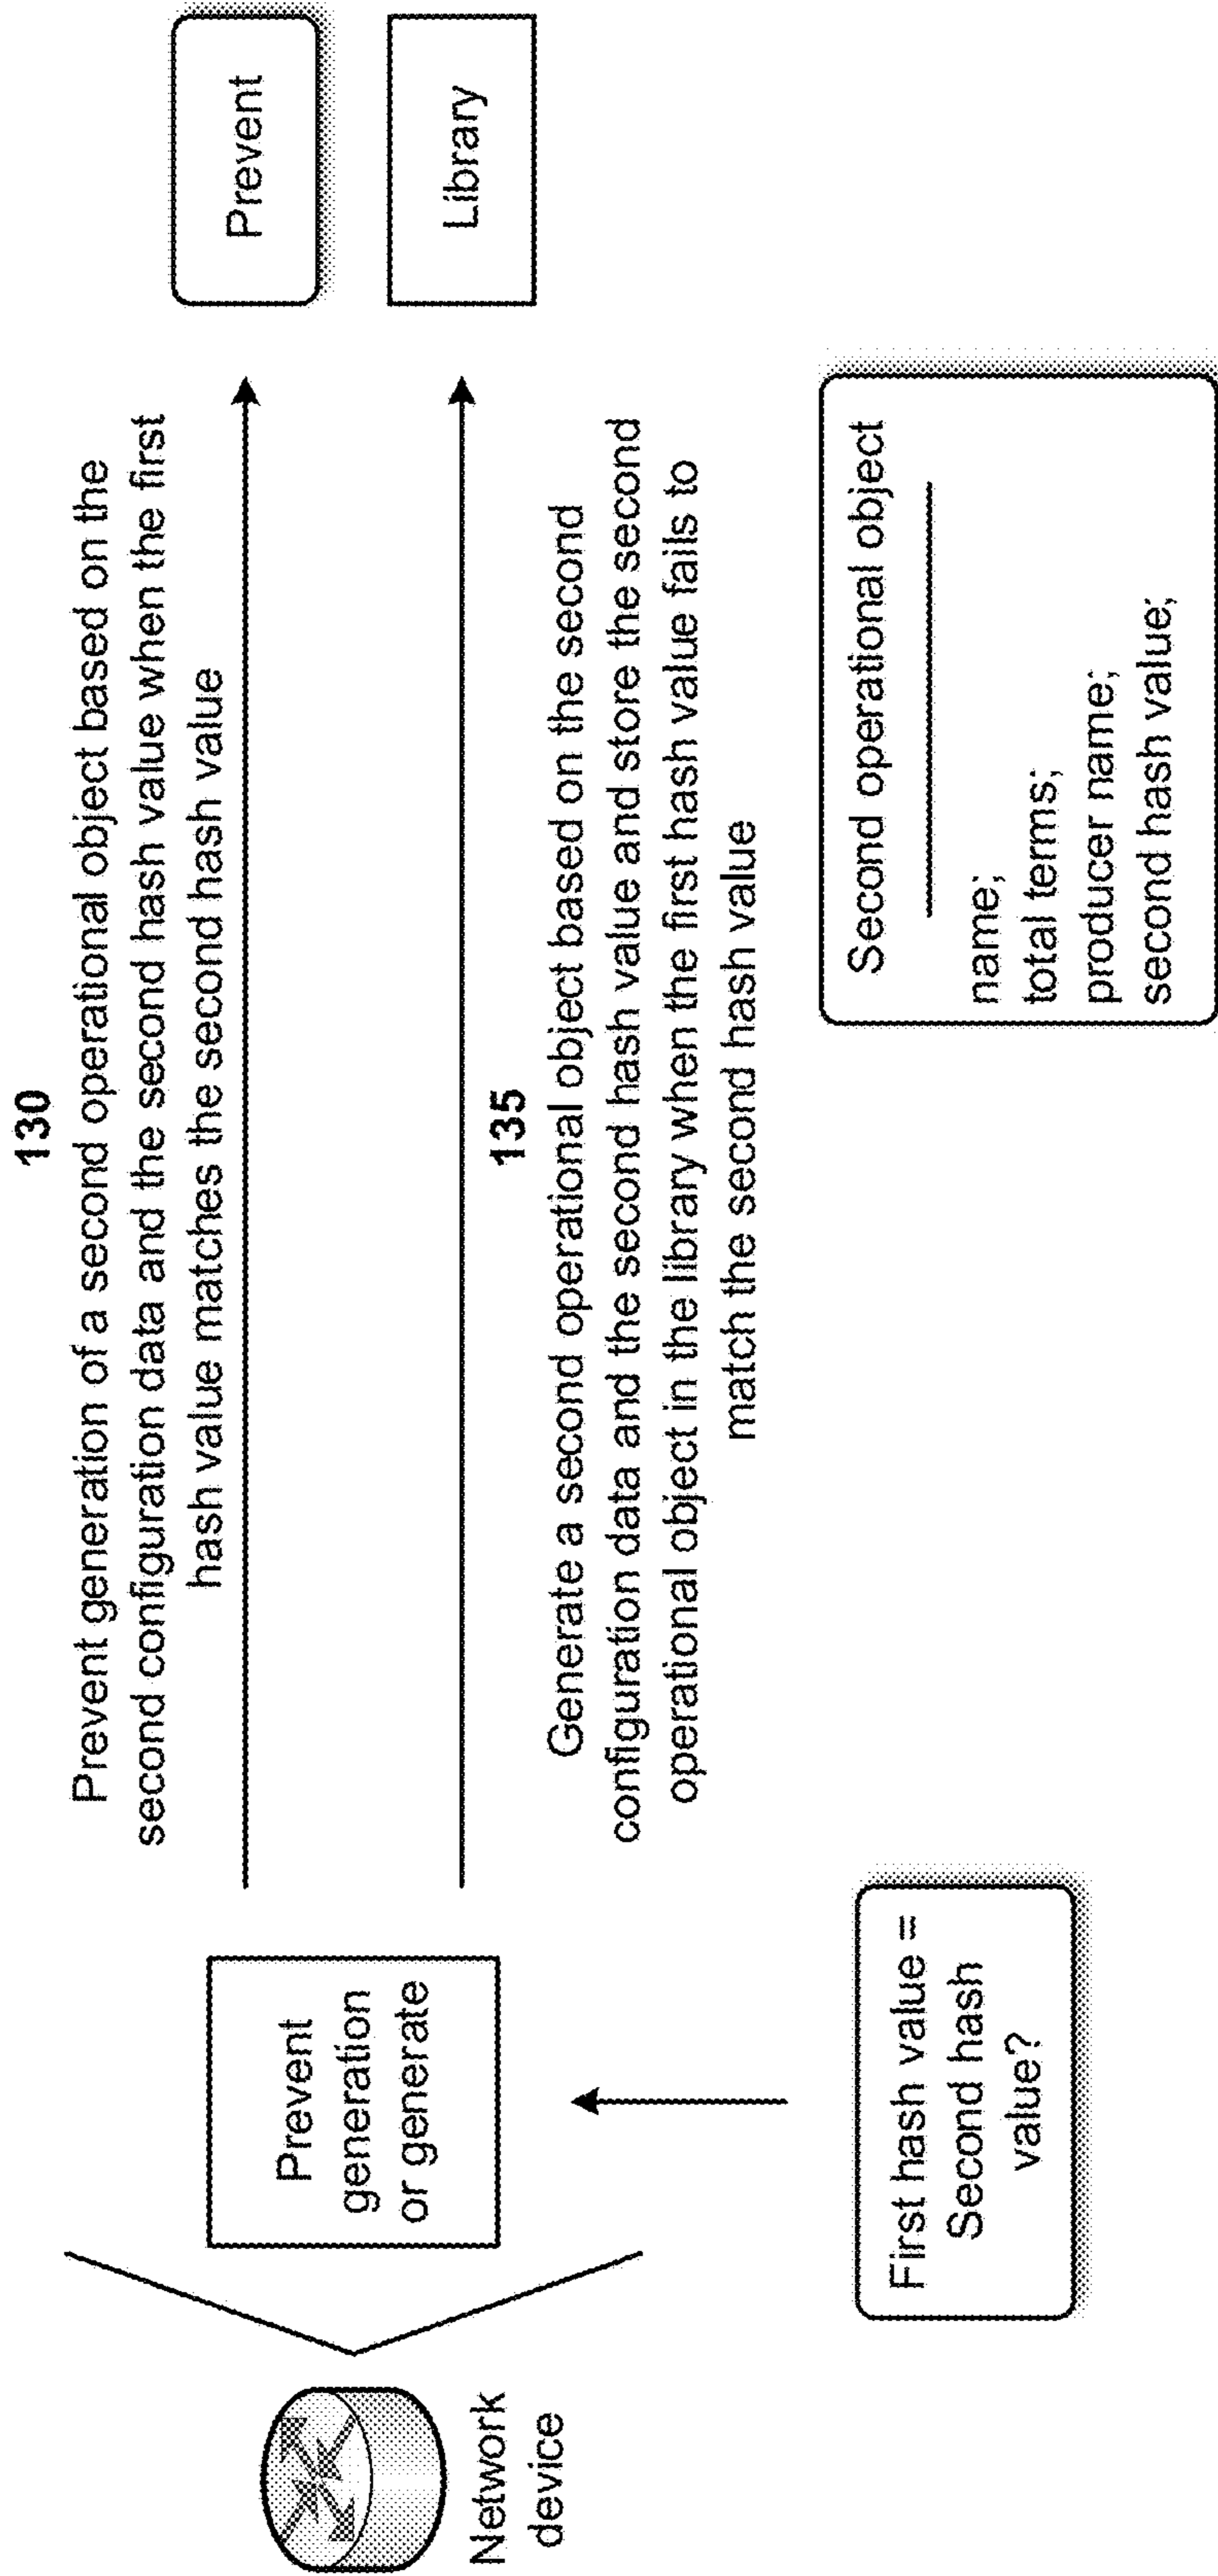 130
Prevent generation of a second operational object based on the
second configuration data and the second hash value when the first
hash value matches the second hash value
Prevent
Network
device
Prevent
generation
or generate
Library
135
Generate a second operational object based on the second
configuration data and the second hash value and store the second
operational object in the library when the first hash value fails to
match the second hash value
First hash value =
Second hash
value?
Second operational object
name;
total terms;
producer name;
second hash value;